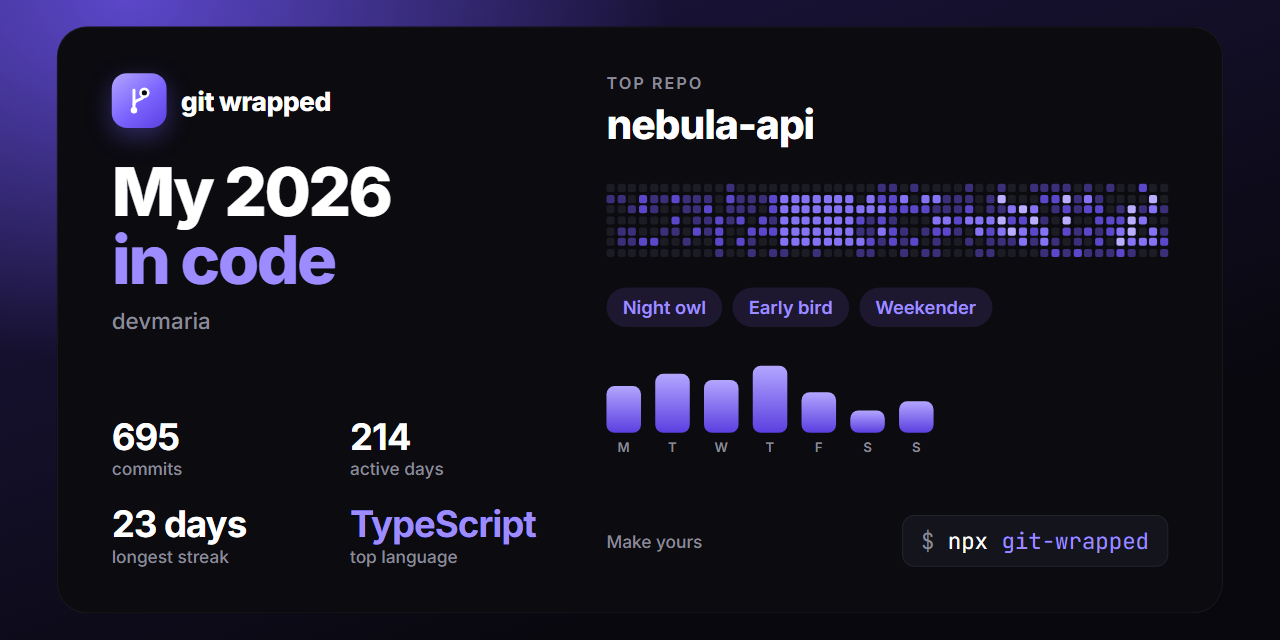 git wrapped
My 2026
in code
devmaria
695
commits
214
active days
23 days
longest streak
TypeScript
top language
TOP REPO
nebula-api
Night owl
Early bird
Weekender
M T W T F S S
Make yours
$ npx git-wrapped